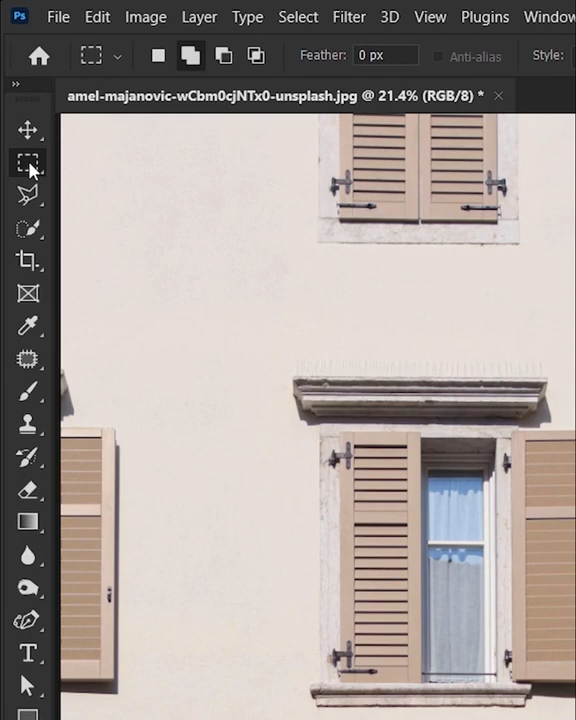 Ps File Edit Image Layer Type Select Filter 3D View Plugins Window
Feather: 0 px Anti-alias Style:
amel-majanovic-wCbm0cjNTx0-unsplash.jpg @ 21.4% (RGB/8) * ×
T